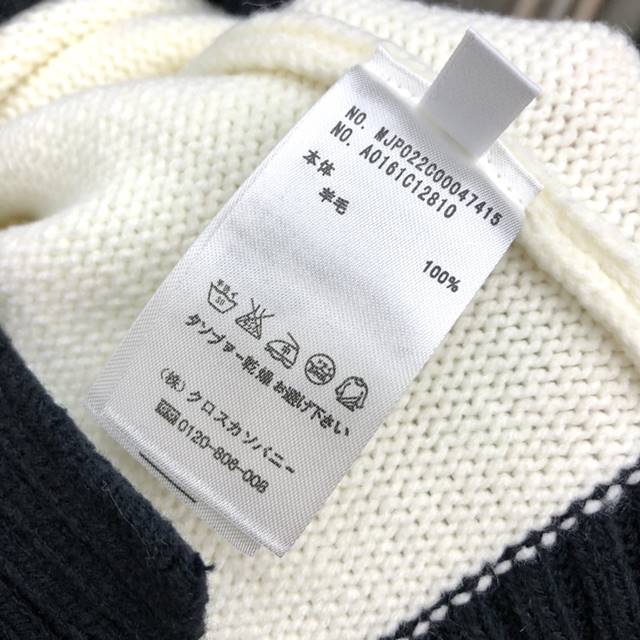 NO. MJP022C00047415
NO. A0161C12810
本体
羊毛 100%
タンブラー乾燥お避け下さい
(株)クロスカンパニー
0120-806-008